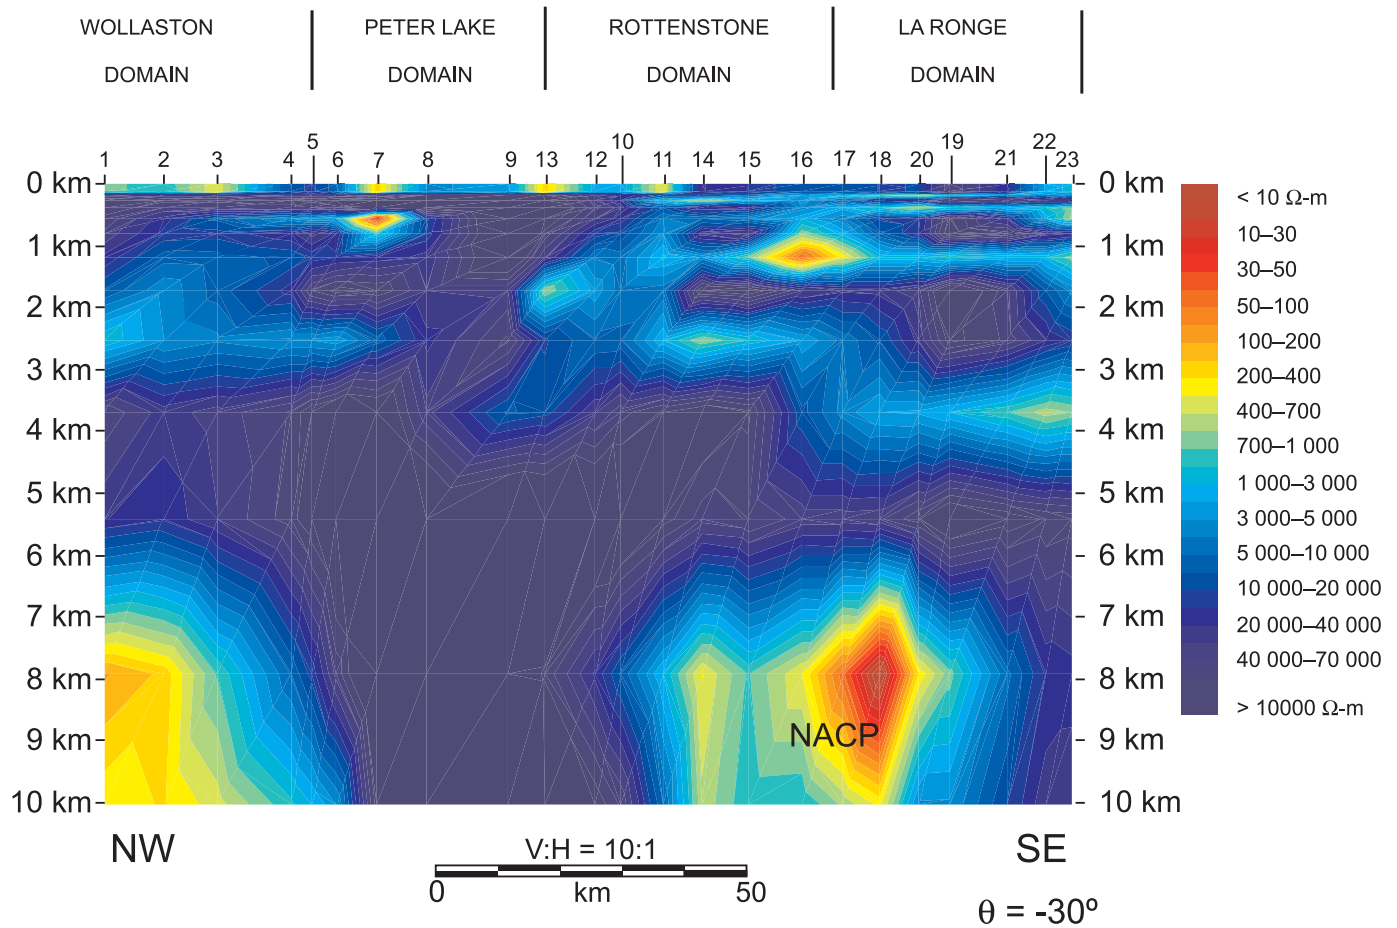 WOLLASTON PETER LAKE ROTTENSTONE LA RONGE
DOMAIN DOMAIN DOMAIN DOMAIN
5 10 19 22
1 2 3 4 6 7 8 9 13 12 11 14 15 16 17 18 20 21 23
0 km 0 km
1 km 1 km
2 km 2 km
3 km 3 km
4 km 4 km
5 km 5 km
6 km 6 km
7 km 7 km
8 km 8 km
9 km 9 km
10 km 10 km
NACP
< 10 Ω-m
10–30
30–50
50–100
100–200
200–400
400–700
700–1 000
1 000–3 000
3 000–5 000
5 000–10 000
10 000–20 000
20 000–40 000
40 000–70 000
> 10000 Ω-m
NW SE
V:H = 10:1
0 km 50
θ = -30º